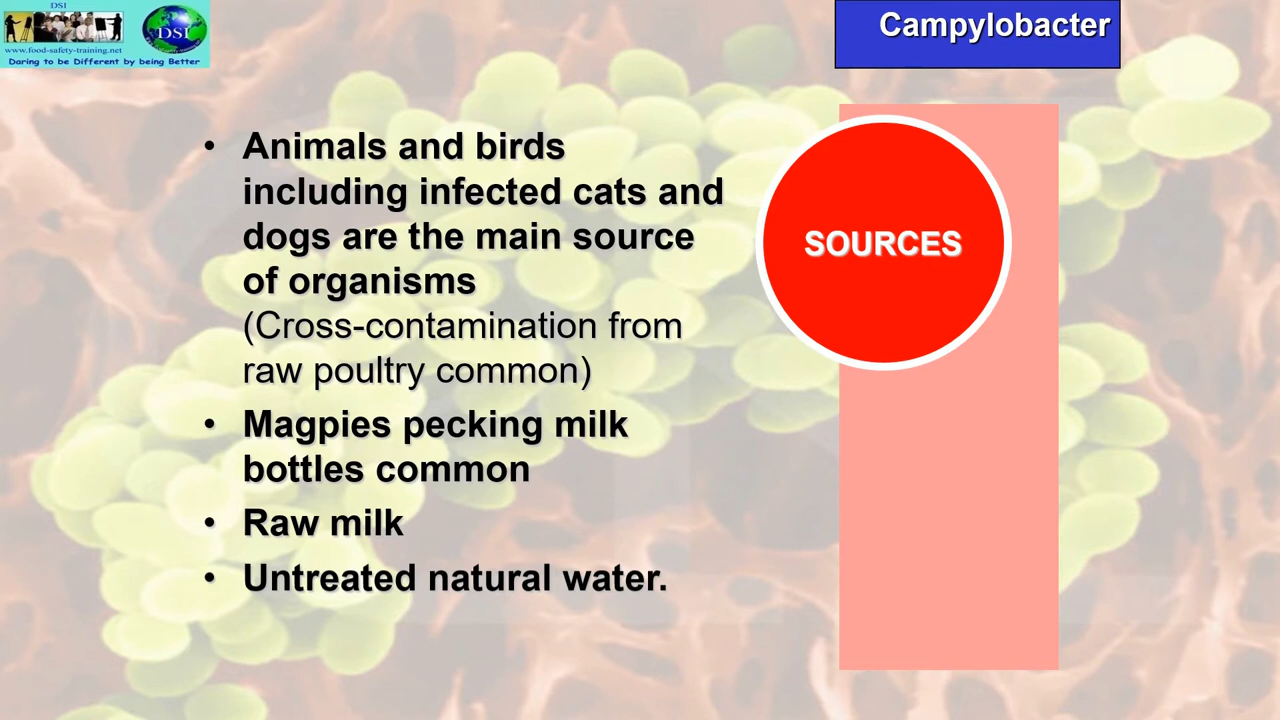 DSI
DSI
www.food-safety-training.net
Daring to be Different by being Better
Campylobacter
• Animals and birds
including infected cats and
dogs are the main source
of organisms
(Cross-contamination from
raw poultry common)
• Magpies pecking milk
bottles common
• Raw milk
• Untreated natural water.
SOURCES